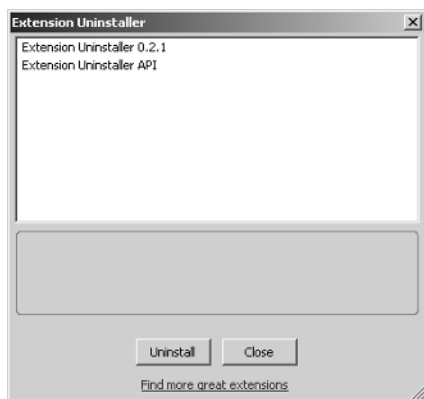 Extension Uninstaller
Extension Uninstaller 0.2.1
Extension Uninstaller API
Uninstall
Close
Find more great extensions